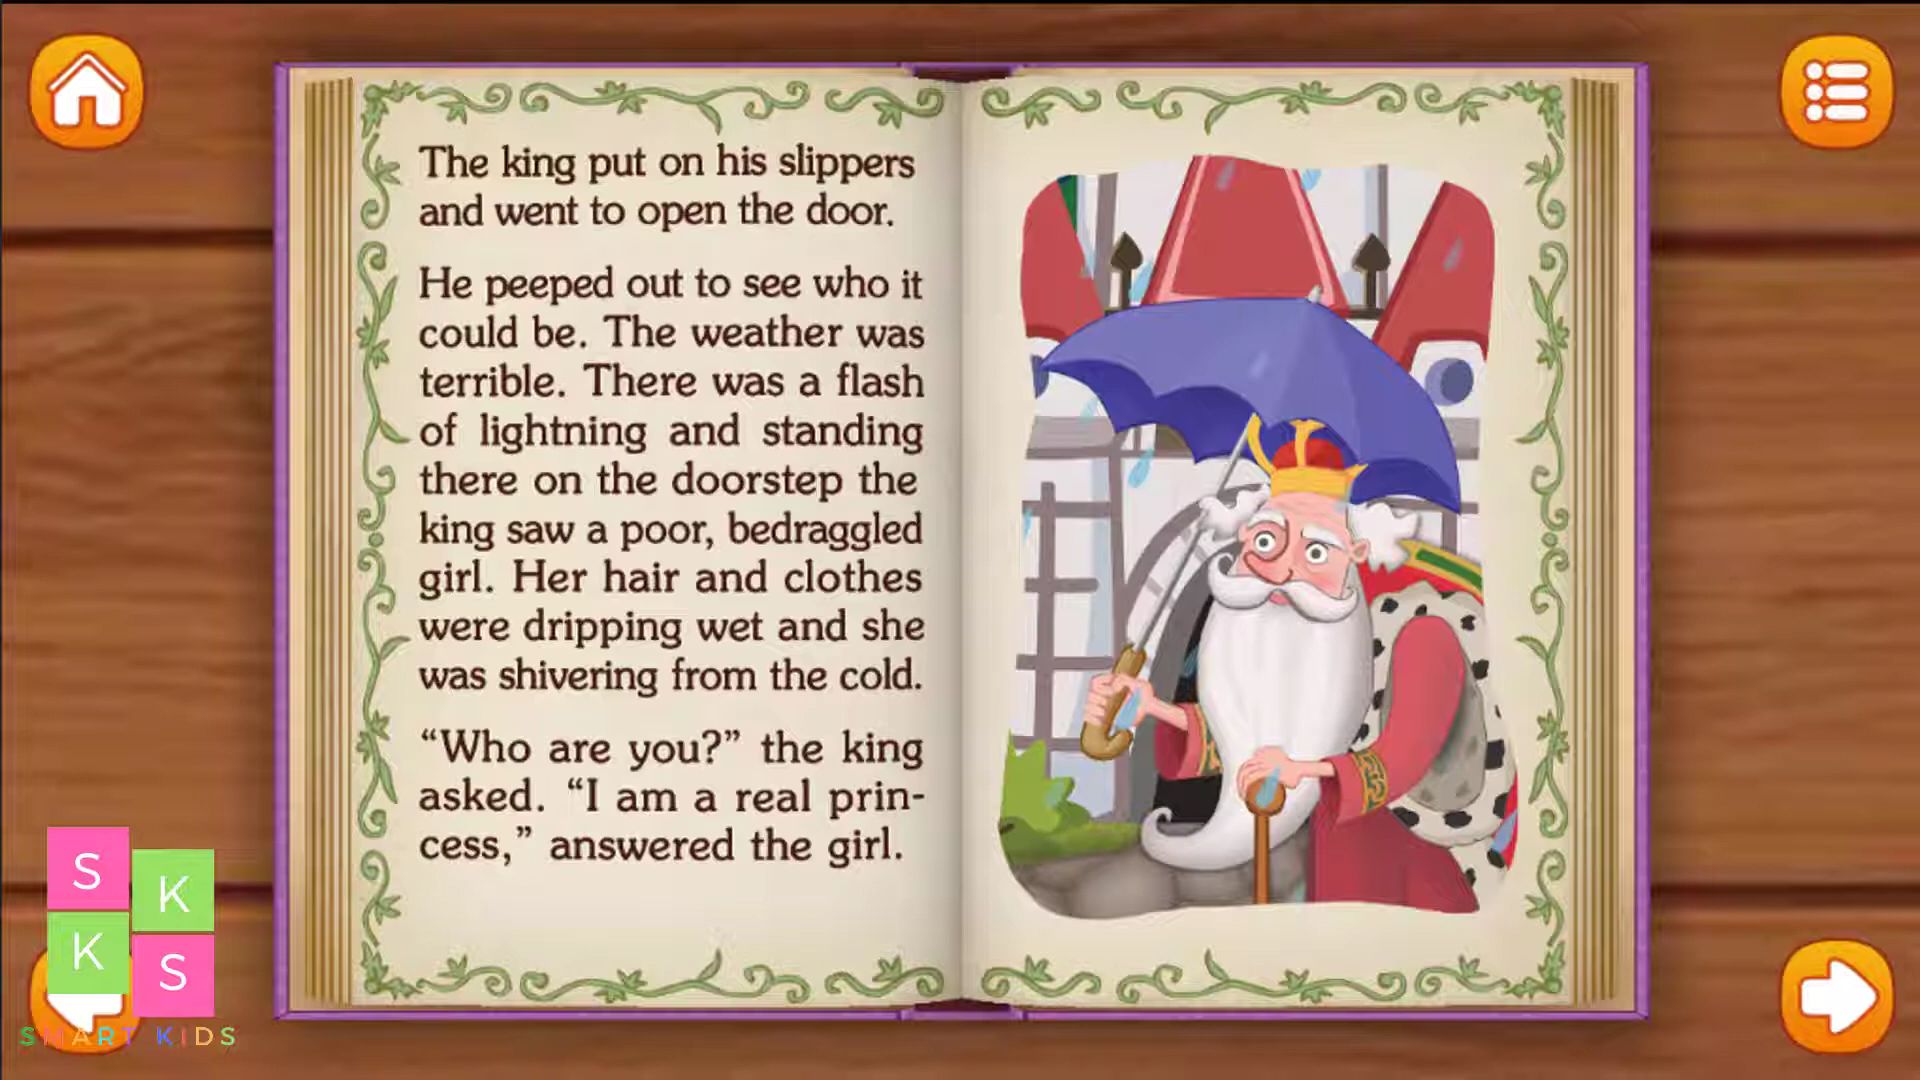 The king put on his slippers
and went to open the door.
He peeped out to see who it
could be. The weather was
terrible. There was a flash
of lightning and standing
there on the doorstep the
king saw a poor, bedraggled
girl. Her hair and clothes
were dripping wet and she
was shivering from the cold.
“Who are you?” the king
asked. “I am a real prin-
cess,” answered the girl.
S
K
K
S
SMART KIDS